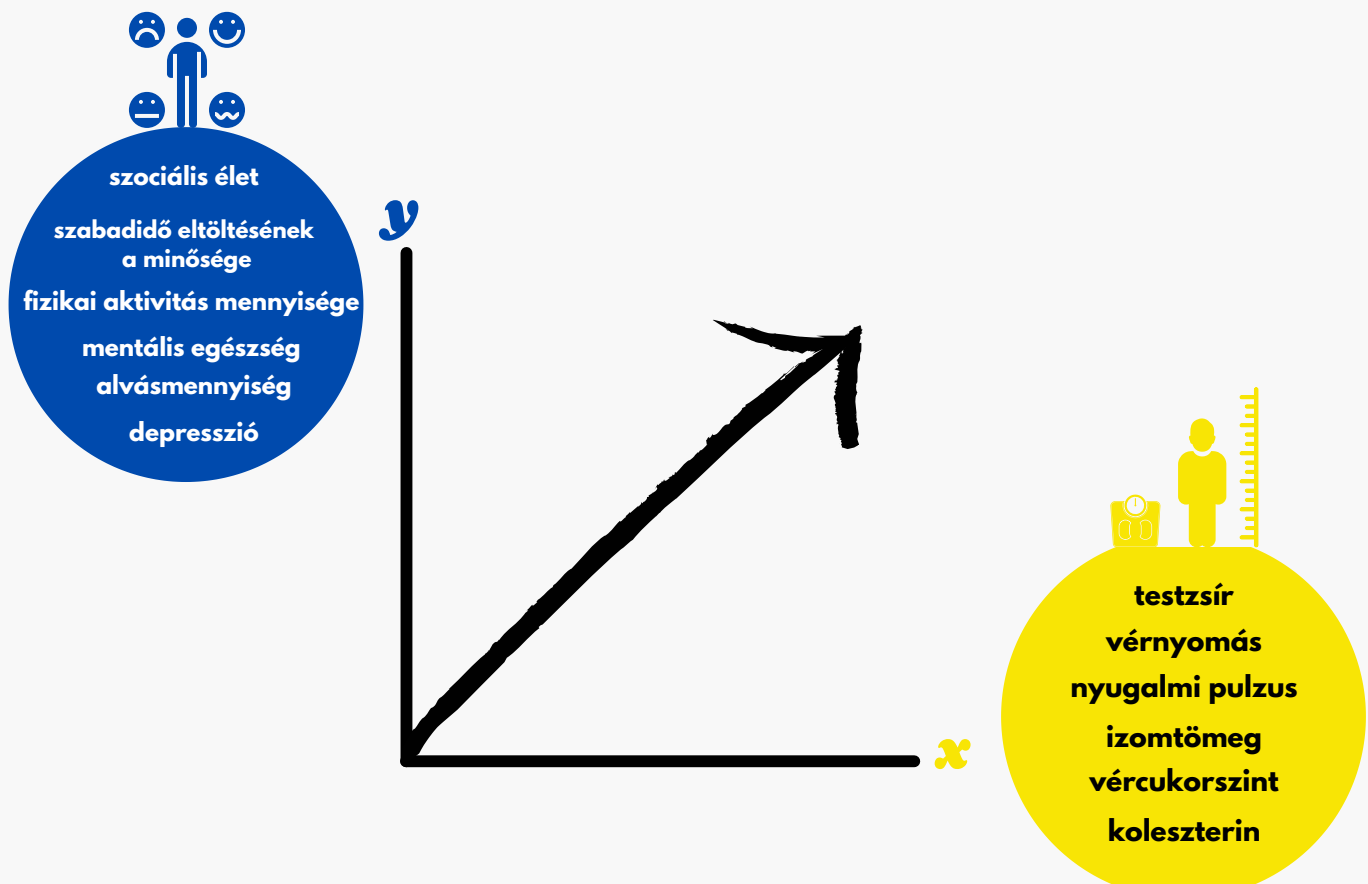 szociális élet
szabadidő eltöltésének
a minősége
fizikai aktivitás mennyisége
mentális egészség
alvásmennyiség
depresszió
y
x
testzsír
vérnyomás
nyugalmi pulzus
izomtömeg
vércukorszint
koleszterin